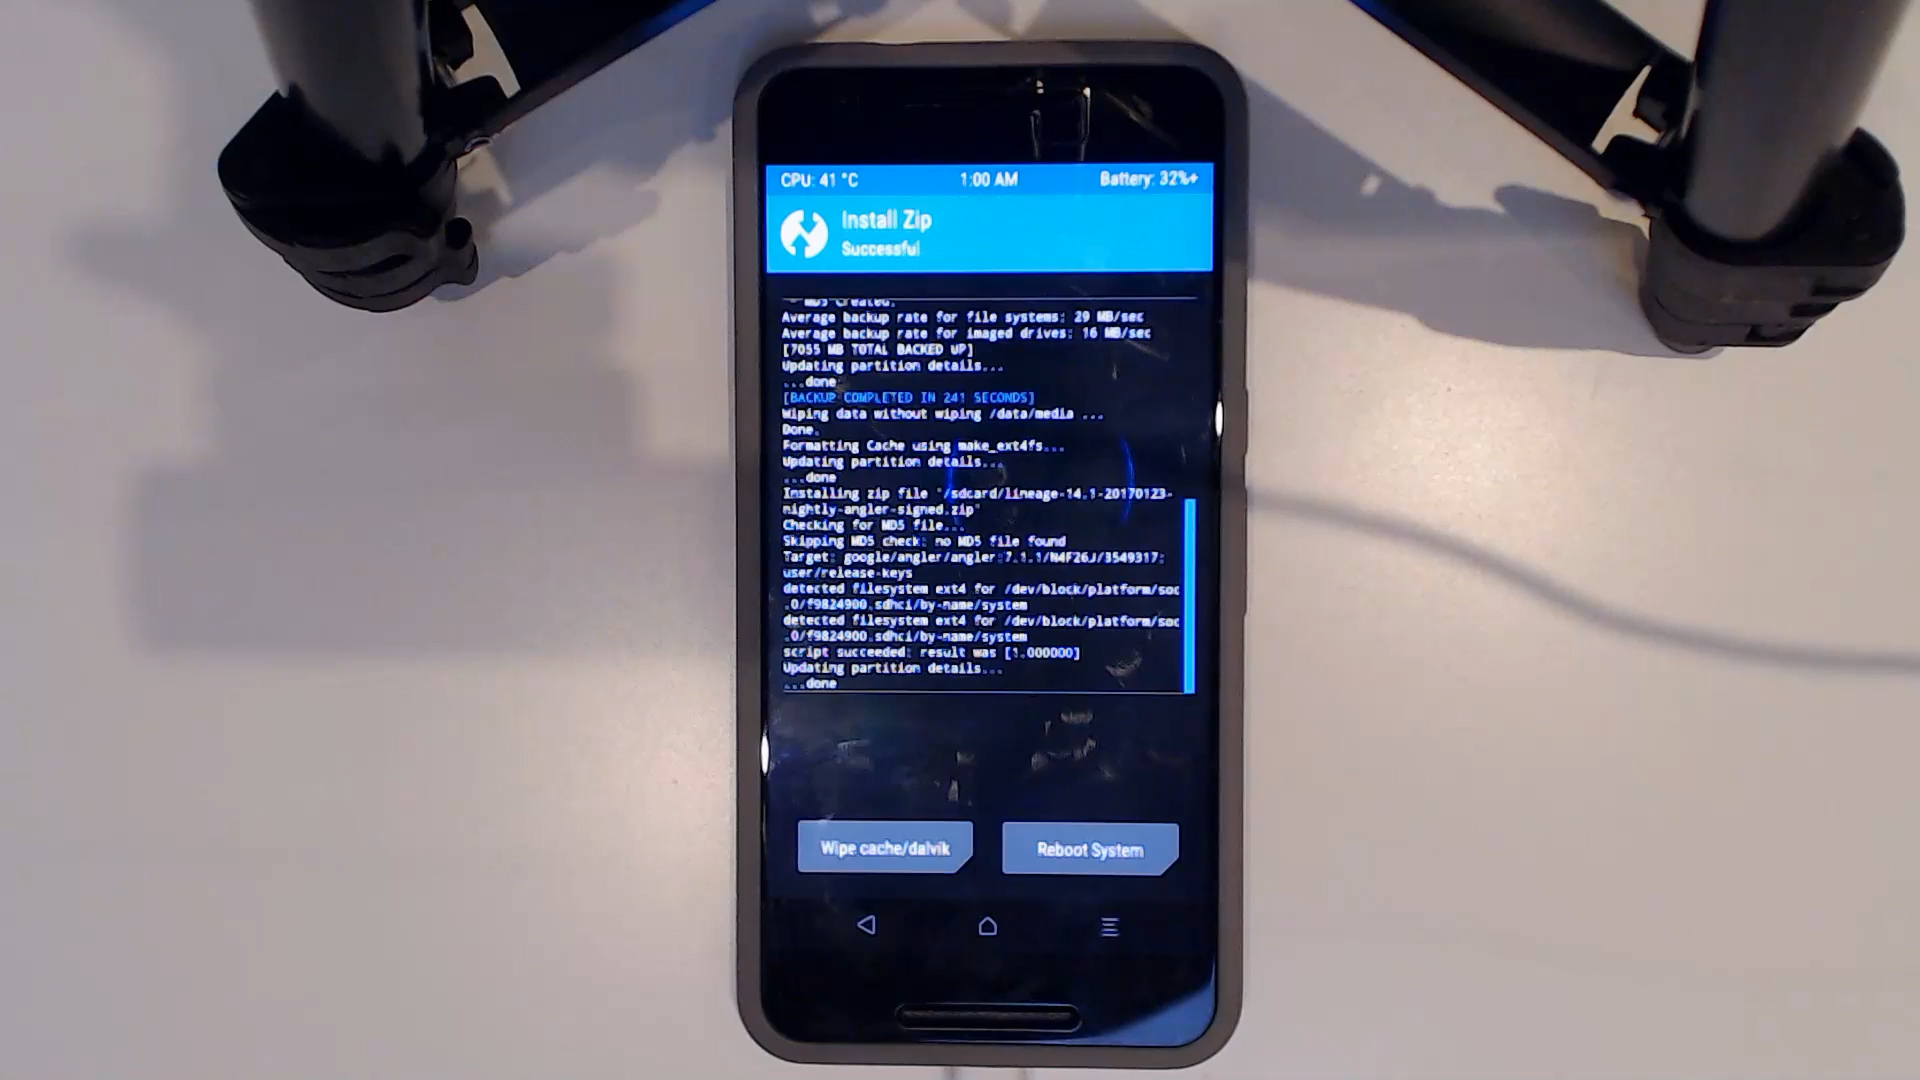 CPU: 41 °C 1:00 AM Battery: 32%+
Install Zip
Successful
MD5 Created.
Average backup rate for file systems: 29 MB/sec
Average backup rate for imaged drives: 16 MB/sec
[7055 MB TOTAL BACKED UP]
Updating partition details...
...done
[BACKUP COMPLETED IN 241 SECONDS]
Wiping data without wiping /data/media ...
Done.
Formatting Cache using make_ext4fs...
Updating partition details...
...done
Installing zip file '/sdcard/lineage-14.1-20170123-
nightly-angler-signed.zip'
Checking for MD5 file...
Skipping MD5 check: no MD5 file found
Target: google/angler/angler:7.1.1/N4F26J/3549317:
user/release-keys
detected filesystem ext4 for /dev/block/platform/soc
.0/f9824900.sdhci/by-name/system
detected filesystem ext4 for /dev/block/platform/soc
.0/f9824900.sdhci/by-name/system
script succeeded: result was [1.000000]
Updating partition details...
...done
Wipe cache/dalvik Reboot System